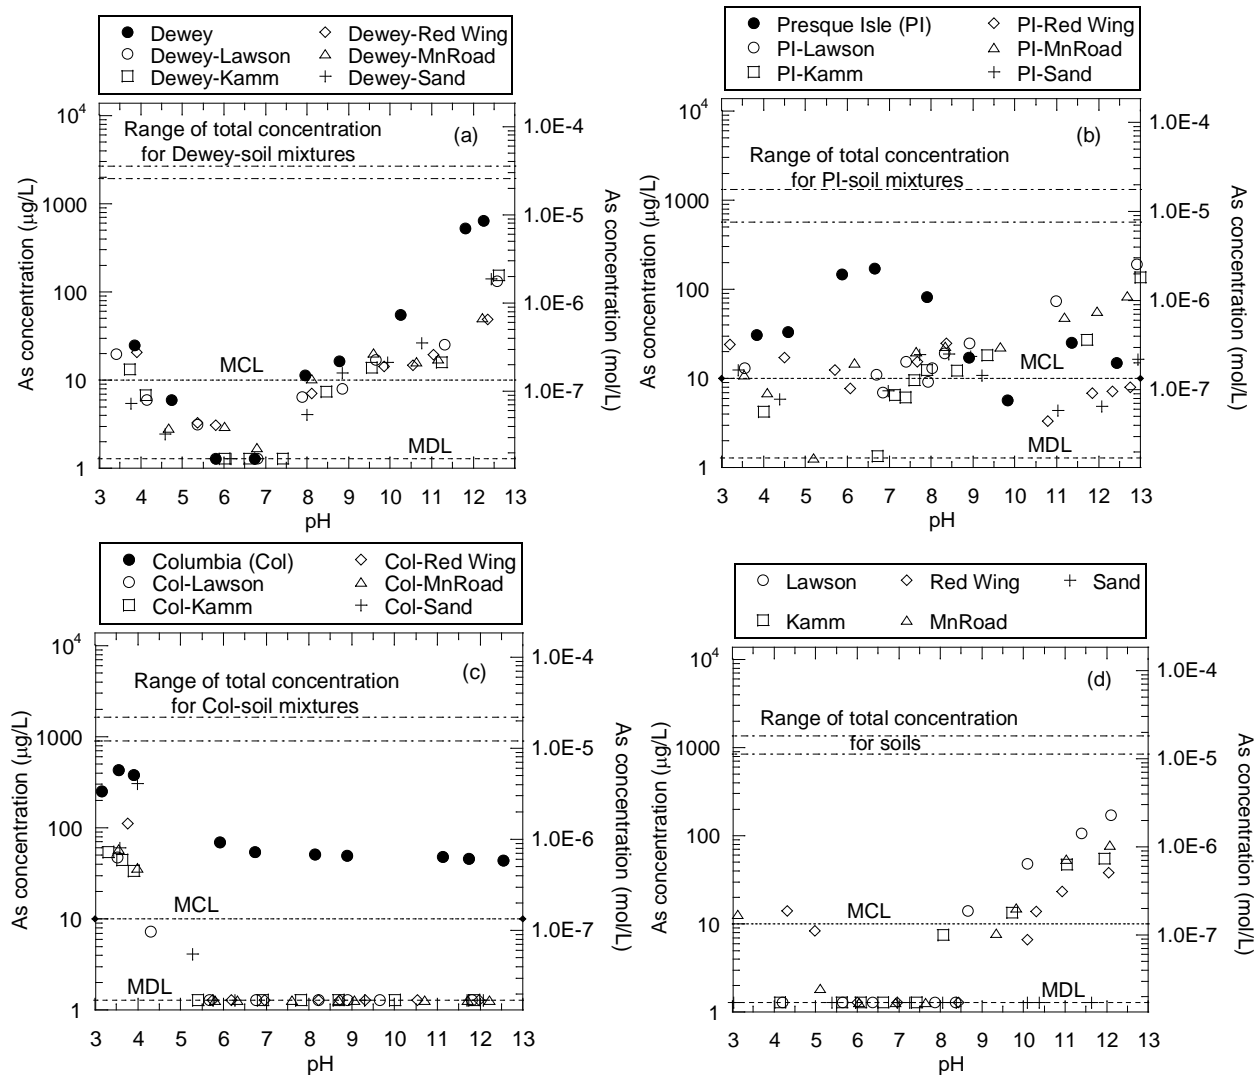 Dewey
Dewey-Red Wing
Dewey-Lawson
Dewey-MnRoad
Dewey-Kamm
Dewey-Sand
10^4
1000
100
10
1
As concentration (µg/L)
Range of total concentration
for Dewey-soil mixtures
(a)
MCL
MDL
1.0E-4
1.0E-5
1.0E-6
1.0E-7
As concentration (mol/L)
3 4 5 6 7 8 9 10 11 12 13
pH
Presque Isle (PI)
PI-Red Wing
PI-Lawson
PI-MnRoad
PI-Kamm
PI-Sand
10^4
1000
100
10
1
As concentration (µg/L)
(b)
Range of total concentration
for PI-soil mixtures
MCL
MDL
1.0E-4
1.0E-5
1.0E-6
1.0E-7
As concentration (mol/L)
3 4 5 6 7 8 9 10 11 12 13
pH
Columbia (Col)
Col-Red Wing
Col-Lawson
Col-MnRoad
Col-Kamm
Col-Sand
10^4
1000
100
10
1
As concentration (µg/L)
(c)
Range of total concentration
for Col-soil mixtures
MCL
MDL
1.0E-4
1.0E-5
1.0E-6
1.0E-7
As concentration (mol/L)
3 4 5 6 7 8 9 10 11 12 13
pH
Lawson
Red Wing
Sand
Kamm
MnRoad
10^4
1000
100
10
1
As concentration (µg/L)
(d)
Range of total concentration
for soils
MCL
MDL
1.0E-4
1.0E-5
1.0E-6
1.0E-7
As concentration (mol/L)
3 4 5 6 7 8 9 10 11 12 13
pH